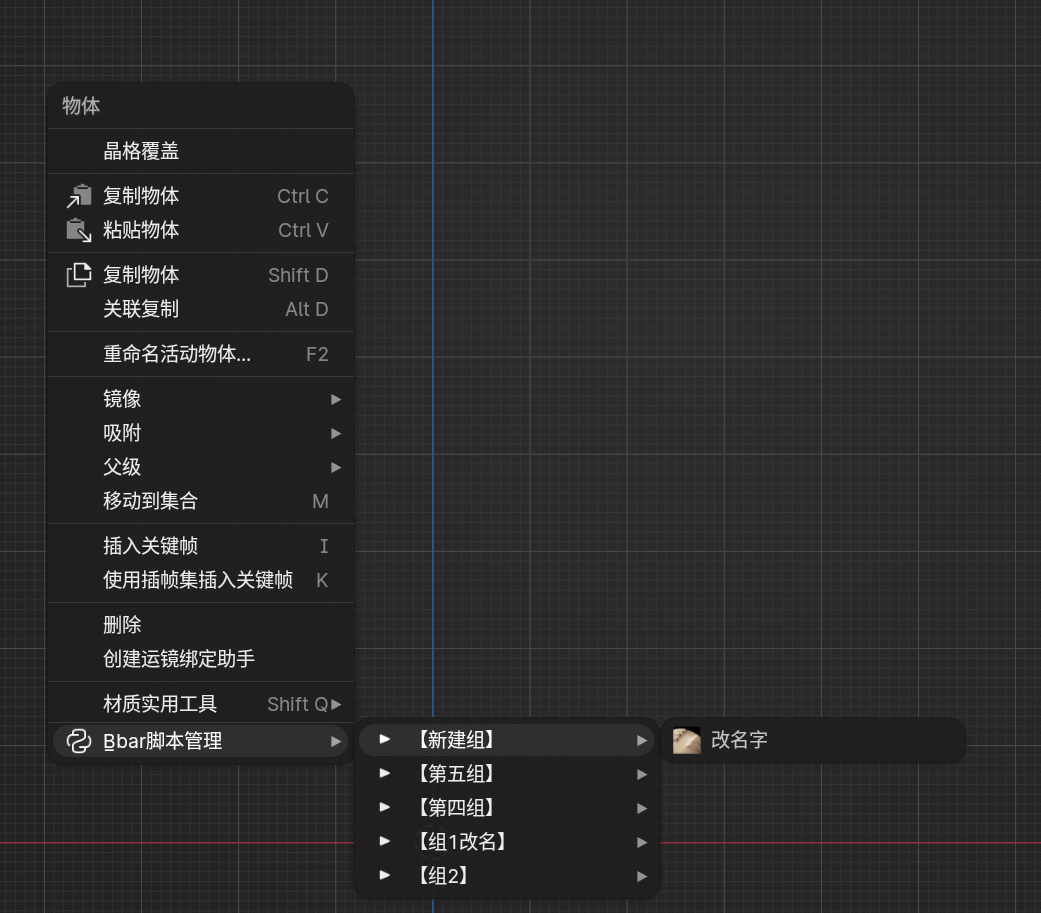 物体
晶格覆盖
复制物体 Ctrl C
粘贴物体 Ctrl V
复制物体 Shift D
关联复制 Alt D
重命名活动物体... F2
镜像
吸附
父级
移动到集合 M
插入关键帧 I
使用插帧集插入关键帧 K
删除
创建运镜绑定助手
材质实用工具 Shift Q
Bbar脚本管理
【新建组】
【第五组】
【第四组】
【组1改名】
【组2】
改名字